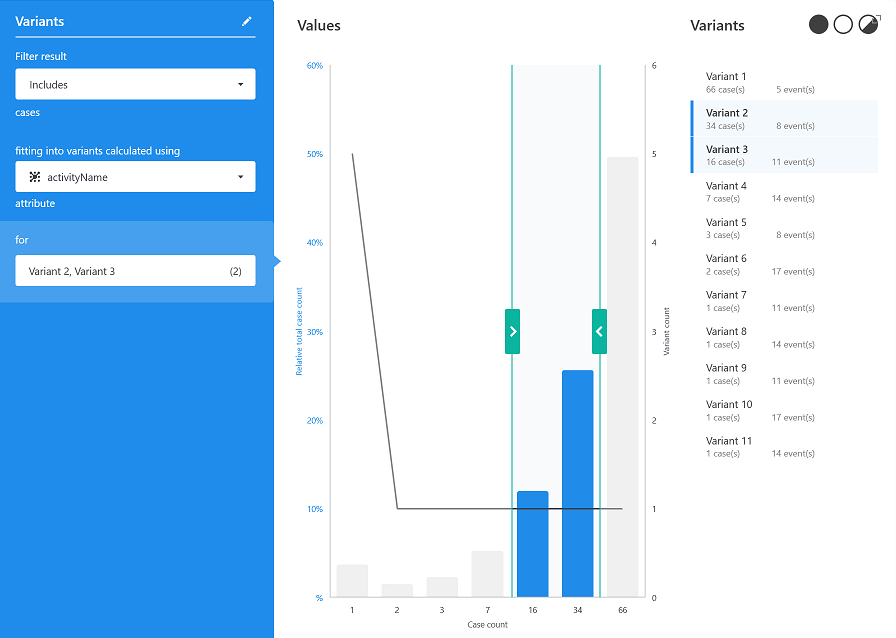 Variants
Filter result
Includes
cases
fitting into variants calculated using
activityName
attribute
for
Variant 2, Variant 3 (2)
Values
60%
50%
40%
30%
20%
10%
%
Relative total case count
6
5
4
3
2
1
0
Variant count
1 2 3 7 16 34 66
Case count
Variants
Variant 1
66 case(s) 5 event(s)
Variant 2
34 case(s) 8 event(s)
Variant 3
16 case(s) 11 event(s)
Variant 4
7 case(s) 14 event(s)
Variant 5
3 case(s) 8 event(s)
Variant 6
2 case(s) 17 event(s)
Variant 7
1 case(s) 11 event(s)
Variant 8
1 case(s) 14 event(s)
Variant 9
1 case(s) 11 event(s)
Variant 10
1 case(s) 17 event(s)
Variant 11
1 case(s) 14 event(s)